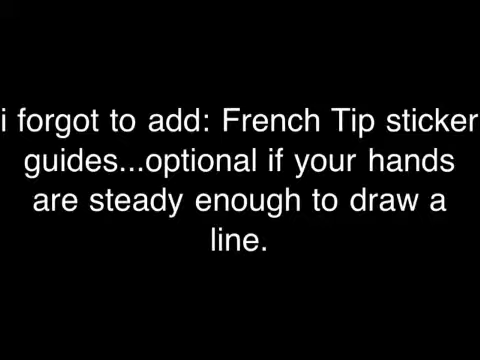 i forgot to add: French Tip sticker
guides...optional if your hands
are steady enough to draw a
line.